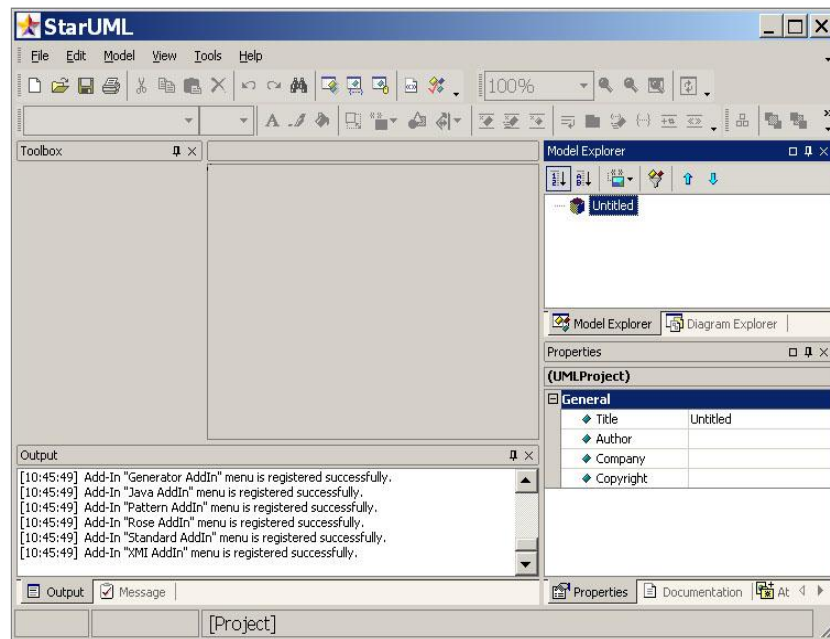 StarUML
File Edit Model View Tools Help
100%
Toolbox
Model Explorer
Untitled
Model Explorer Diagram Explorer
Properties
(UMLProject)
General
Title Untitled
Author
Company
Copyright
Output
[10:45:49] Add-In "Generator AddIn" menu is registered successfully.
[10:45:49] Add-In "Java AddIn" menu is registered successfully.
[10:45:49] Add-In "Pattern AddIn" menu is registered successfully.
[10:45:49] Add-In "Rose AddIn" menu is registered successfully.
[10:45:49] Add-In "Standard AddIn" menu is registered successfully.
[10:45:49] Add-In "XMI AddIn" menu is registered successfully.
Output Message
Properties Documentation At
[Project]